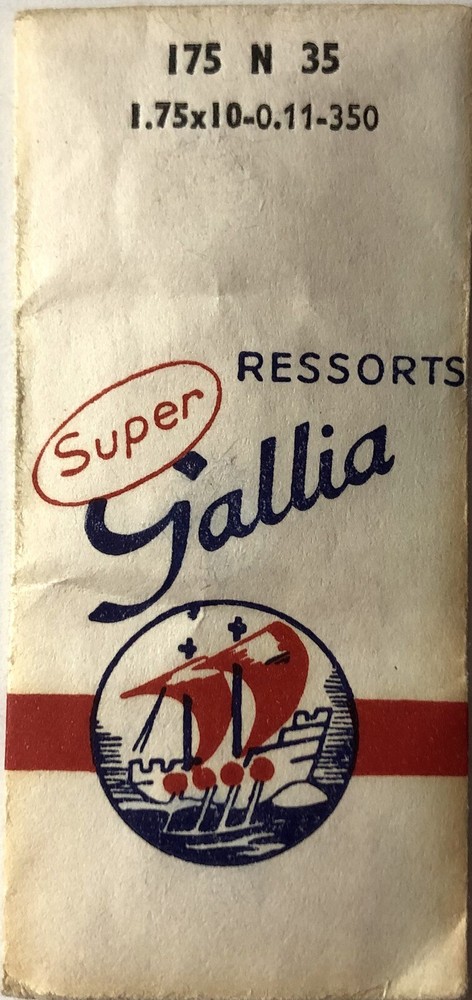 175 N 35
1.75x10-0.11-350
RESSORTS
Super
Gallia